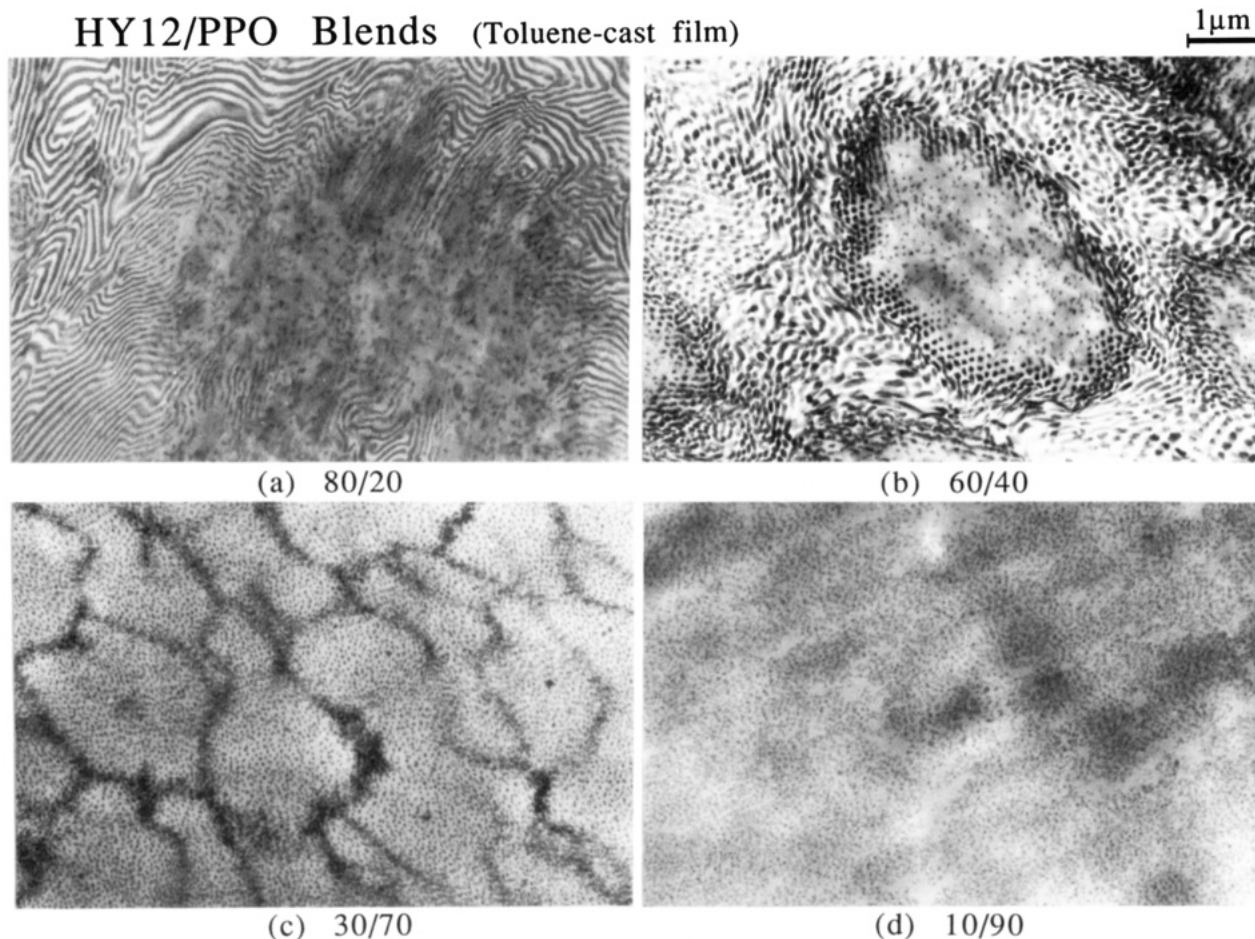 HY12/PPO Blends (Toluene-cast film)
1μm
(a) 80/20
(b) 60/40
(c) 30/70
(d) 10/90